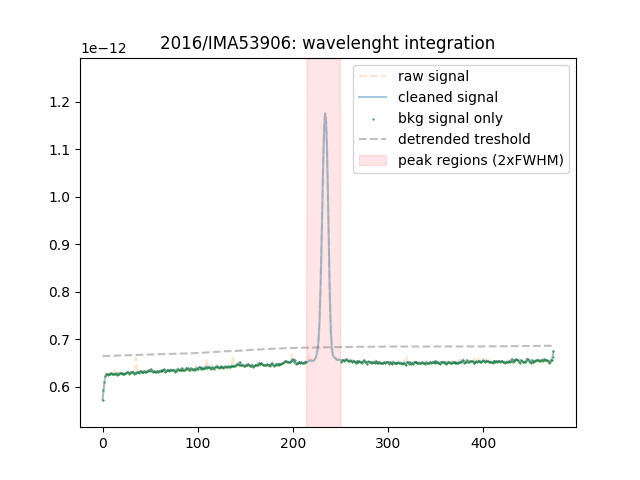 2016/IMA53906: wavelenght integration
1e−12
raw signal
cleaned signal
bkg signal only
detrended treshold
peak regions (2xFWHM)
1.2
1.1
1.0
0.9
0.8
0.7
0.6
0 100 200 300 400